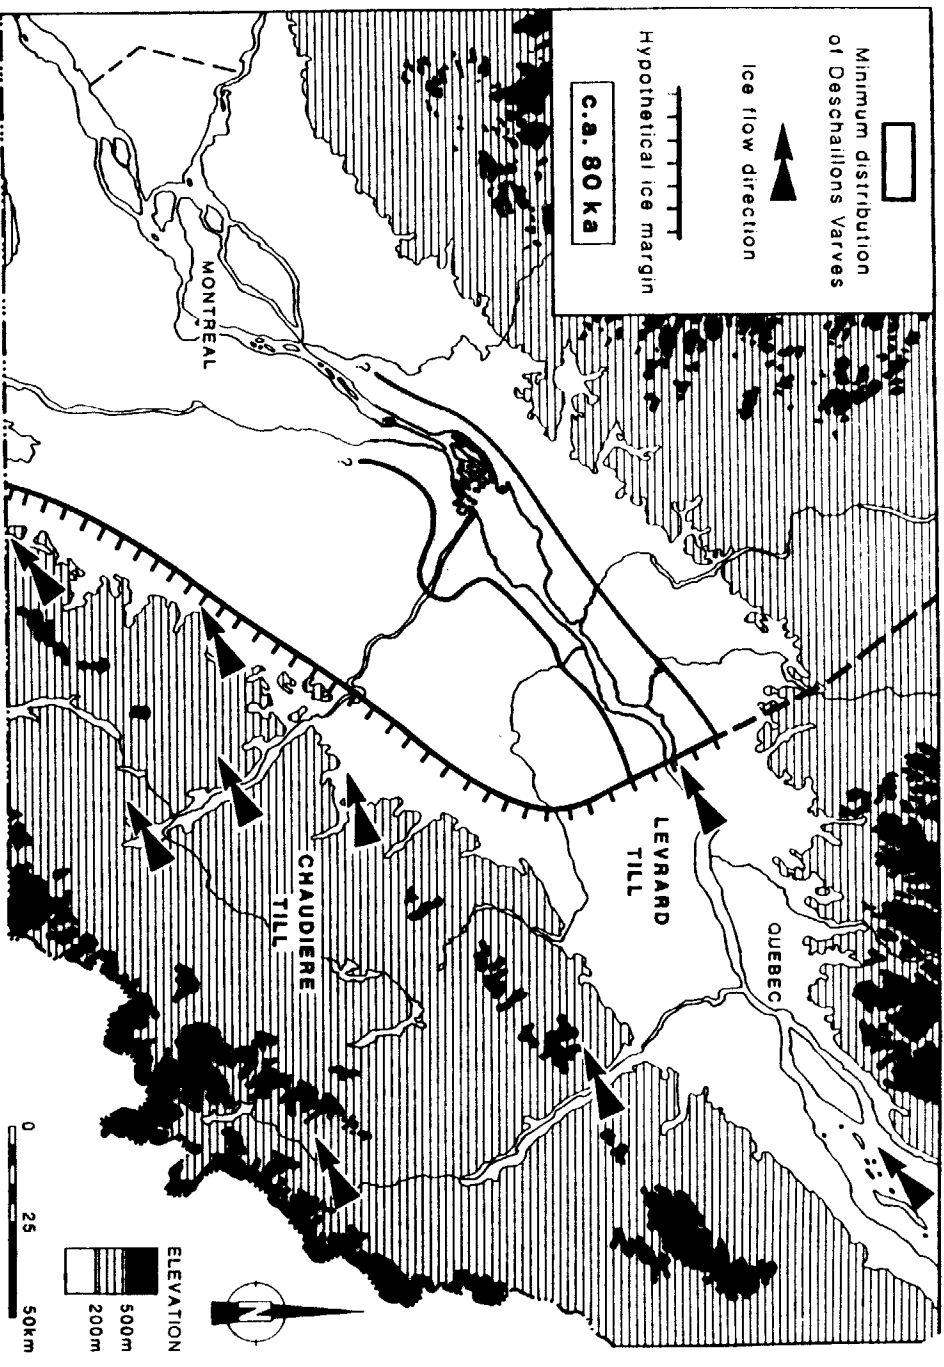 Minimum distribution
of Deschaillons Varves
Ice flow direction
Hypothetical ice margin
c.a. 80 ka
MONTREAL
?
?
LEVRARD
TILL
QUEBEC
CHAUDIERE
TILL
ELEVATION
500m
200m
N
0 25 50km